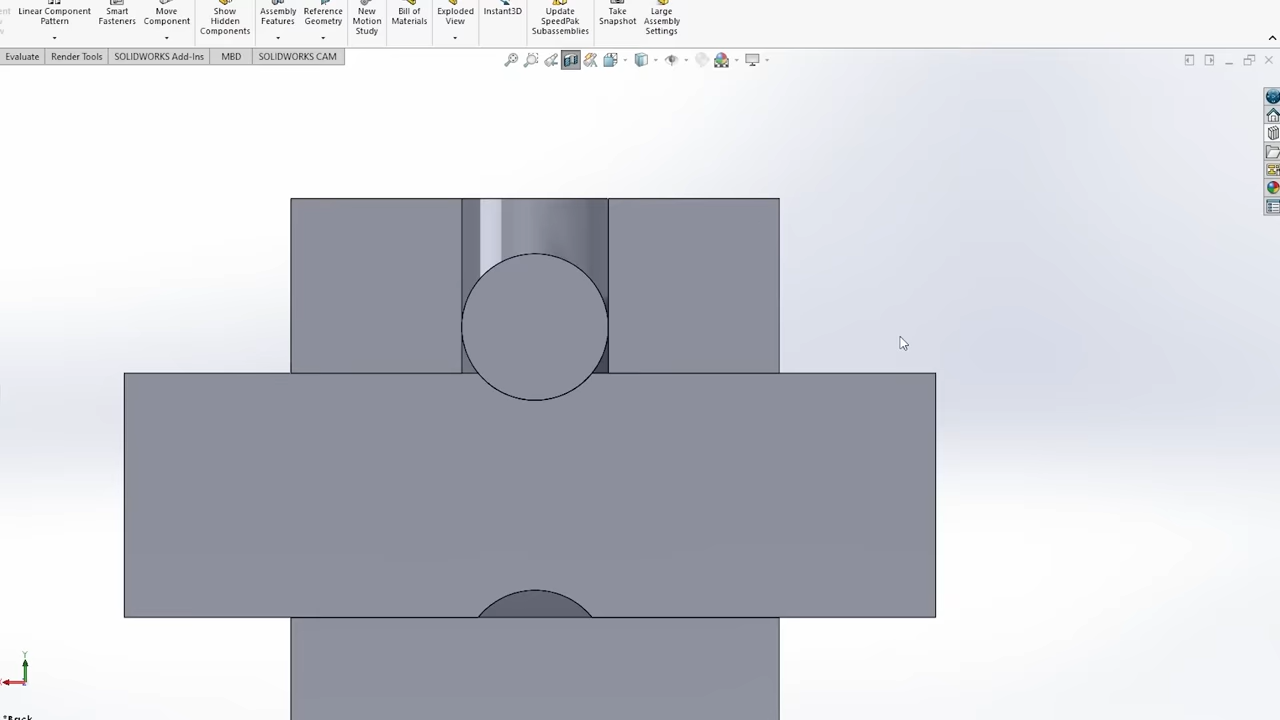 Linear Component
Pattern
Smart
Fasteners
Move
Component
Show
Hidden
Components
Assembly
Features
Reference
Geometry
New
Motion
Study
Bill of
Materials
Exploded
View
Instant3D
Update
SpeedPak
Subassemblies
Take
Snapshot
Large
Assembly
Settings
Evaluate
Render Tools
SOLIDWORKS Add-Ins
MBD
SOLIDWORKS CAM
Y
*Back